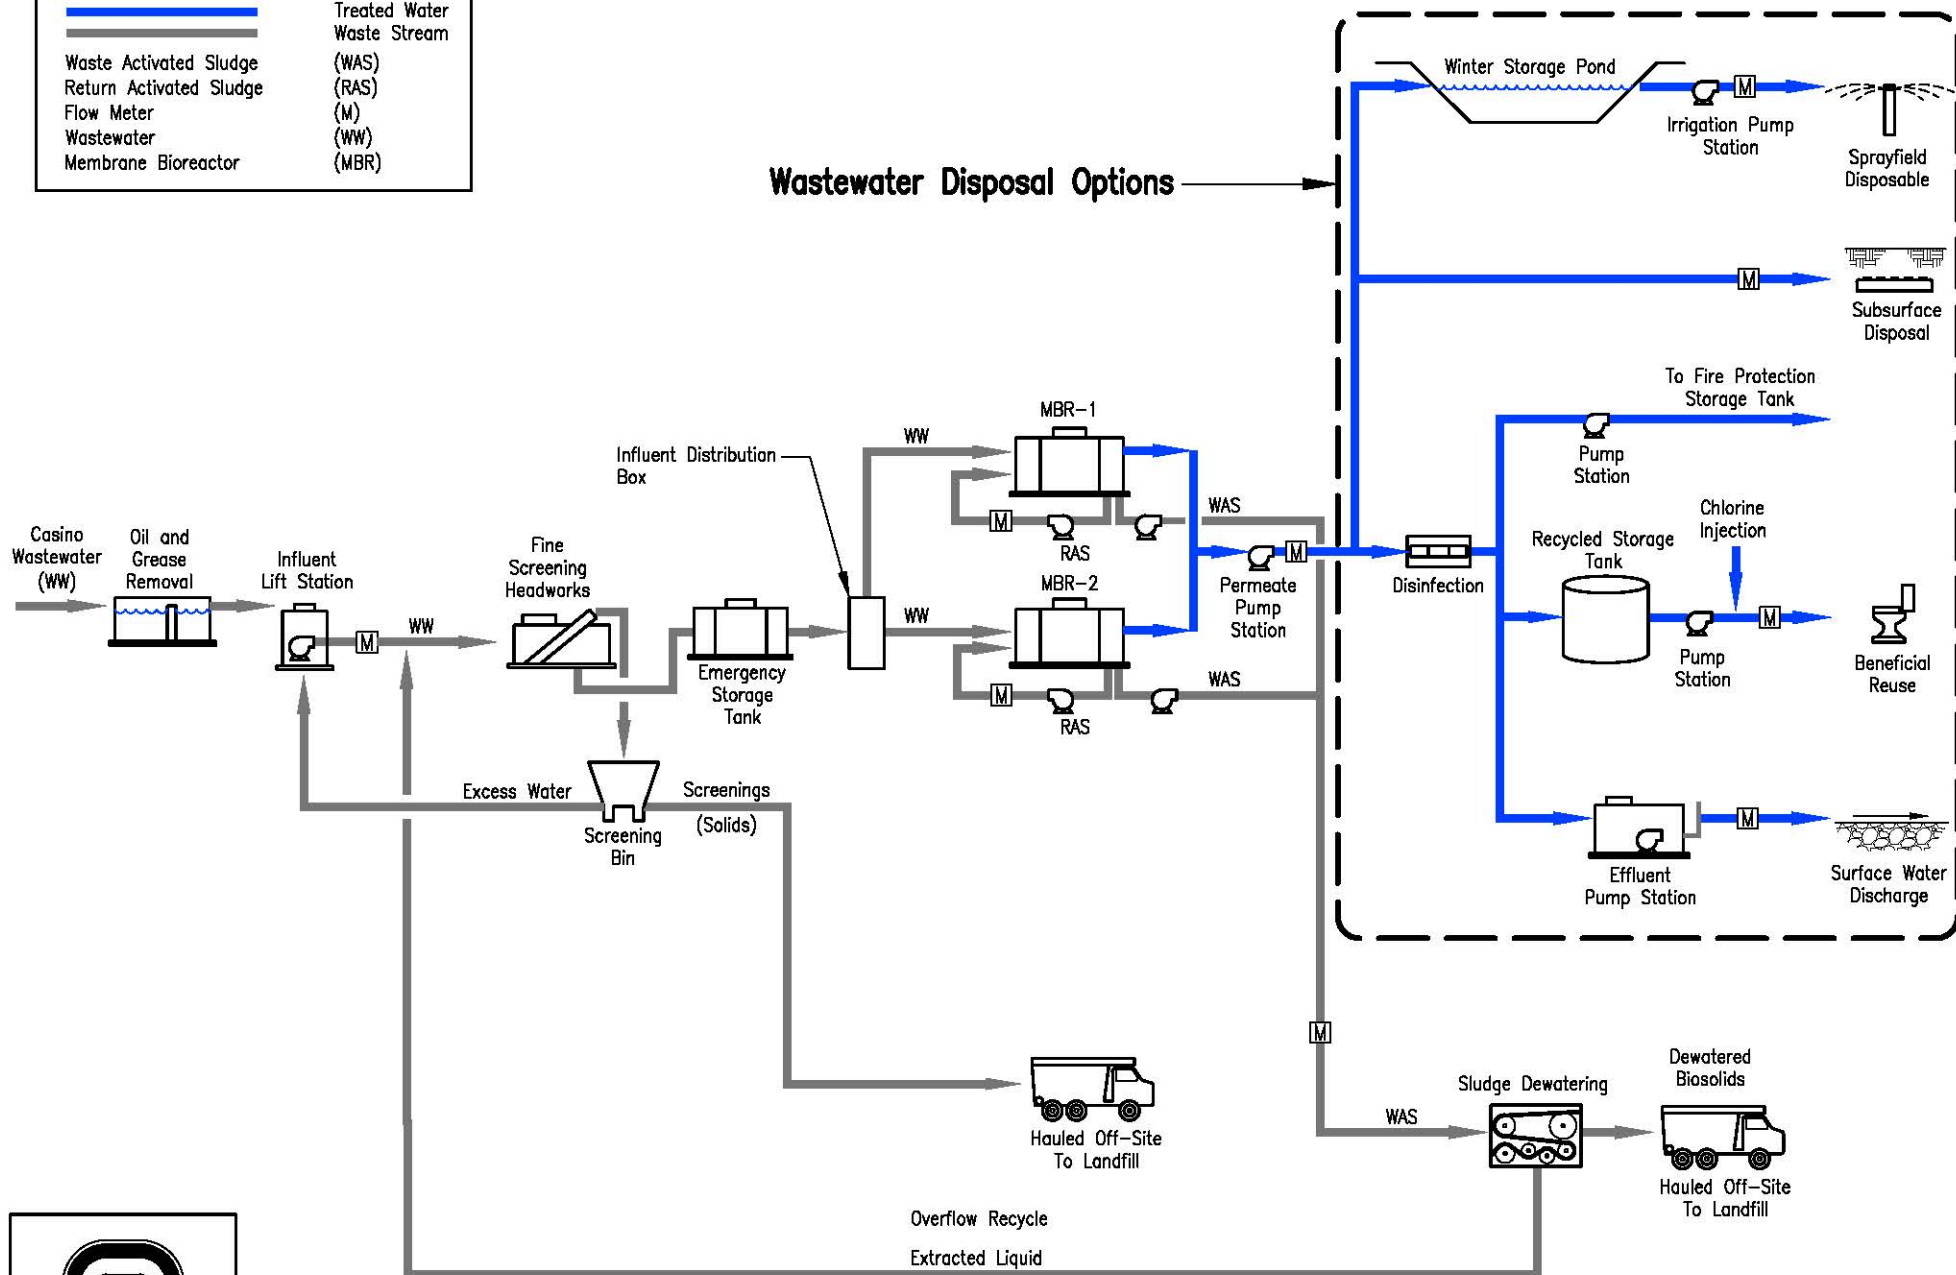 Treated Water
Waste Stream
Waste Activated Sludge (WAS)
Return Activated Sludge (RAS)
Flow Meter (M)
Wastewater (WW)
Membrane Bioreactor (MBR)
Wastewater Disposal Options
Winter Storage Pond
M
Irrigation Pump
Station
Sprayfield
Disposable
M
Subsurface
Disposal
To Fire Protection
Storage Tank
Pump
Station
Chlorine
Injection
Recycled Storage
Tank
M
Pump
Station
Beneficial
Reuse
Disinfection
M
Effluent
Pump Station
Surface Water
Discharge
Casino
Wastewater
(WW)
Oil and
Grease
Removal
Influent
Lift Station
M
WW
Fine
Screening
Headworks
Emergency
Storage
Tank
Influent Distribution
Box
WW
MBR-1
M
RAS
WAS
WW
MBR-2
M
RAS
WAS
M
Permeate
Pump
Station
Excess Water
Screenings
(Solids)
Screening
Bin
Hauled Off-Site
To Landfill
M
WAS
Sludge Dewatering
Dewatered
Biosolids
Hauled Off-Site
To Landfill
Overflow Recycle
Extracted Liquid